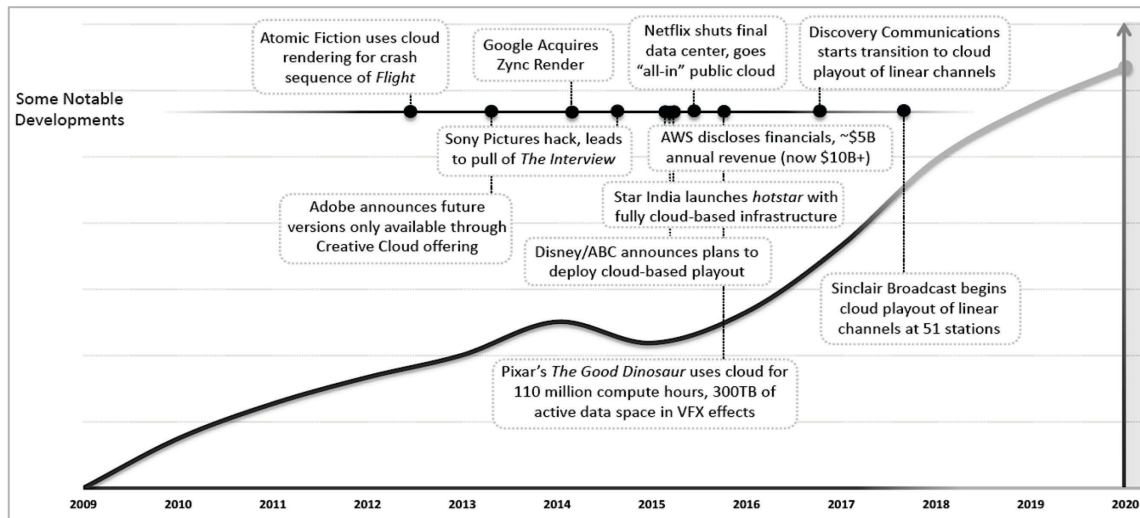 Atomic Fiction uses cloud
rendering for crash
sequence of Flight
Google Acquires
Zync Render
Netflix shuts final
data center, goes
“all-in” public cloud
Discovery Communications
starts transition to cloud
playout of linear channels
Some Notable
Developments
Sony Pictures hack, leads
to pull of The Interview
AWS discloses financials, ~$5B
annual revenue (now $10B+)
Adobe announces future
versions only available through
Creative Cloud offering
Star India launches hotstar with
fully cloud-based infrastructure
Disney/ABC announces plans to
deploy cloud-based playout
Sinclair Broadcast begins
cloud playout of linear
channels at 51 stations
Pixar’s The Good Dinosaur uses cloud for
110 million compute hours, 300TB of
active data space in VFX effects
2009 2010 2011 2012 2013 2014 2015 2016 2017 2018 2019 2020